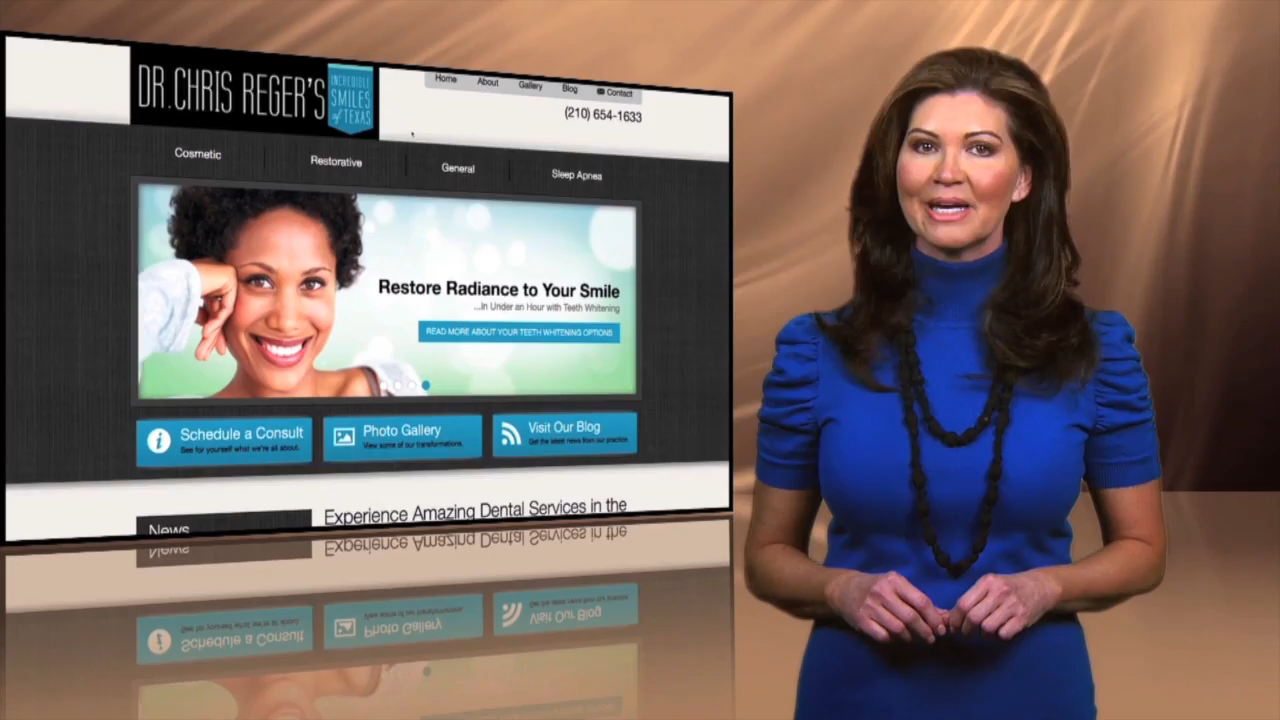 DR. CHRIS REGER'S
INCREDIBLE
SMILES
of TEXAS
Home
About
Gallery
Blog
Contact
(210) 654-1633
Cosmetic
Restorative
General
Sleep Apnea
Restore Radiance to Your Smile
...In Under an Hour with Teeth Whitening
READ MORE ABOUT YOUR TEETH WHITENING OPTIONS
Schedule a Consult
See for yourself what we're all about.
Photo Gallery
View some of our transformations.
Visit Our Blog
Get the latest news from our practice.
News
Experience Amazing Dental Services in the